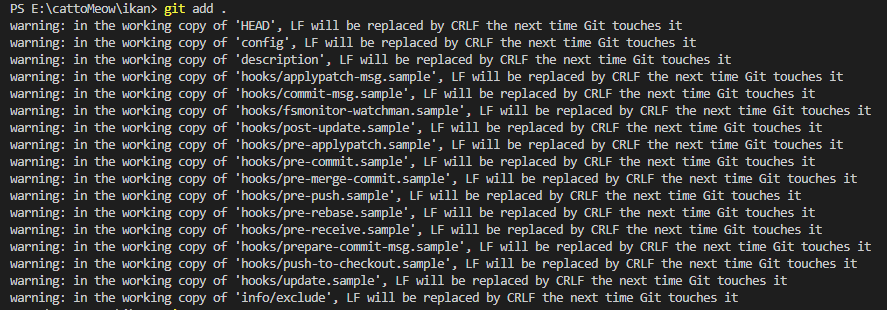 PS E:\cattoMeow\ikan> git add .
warning: in the working copy of 'HEAD', LF will be replaced by CRLF the next time Git touches it
warning: in the working copy of 'config', LF will be replaced by CRLF the next time Git touches it
warning: in the working copy of 'description', LF will be replaced by CRLF the next time Git touches it
warning: in the working copy of 'hooks/applypatch-msg.sample', LF will be replaced by CRLF the next time Git touches it
warning: in the working copy of 'hooks/commit-msg.sample', LF will be replaced by CRLF the next time Git touches it
warning: in the working copy of 'hooks/fsmonitor-watchman.sample', LF will be replaced by CRLF the next time Git touches it
warning: in the working copy of 'hooks/post-update.sample', LF will be replaced by CRLF the next time Git touches it
warning: in the working copy of 'hooks/pre-applypatch.sample', LF will be replaced by CRLF the next time Git touches it
warning: in the working copy of 'hooks/pre-commit.sample', LF will be replaced by CRLF the next time Git touches it
warning: in the working copy of 'hooks/pre-merge-commit.sample', LF will be replaced by CRLF the next time Git touches it
warning: in the working copy of 'hooks/pre-push.sample', LF will be replaced by CRLF the next time Git touches it
warning: in the working copy of 'hooks/pre-rebase.sample', LF will be replaced by CRLF the next time Git touches it
warning: in the working copy of 'hooks/pre-receive.sample', LF will be replaced by CRLF the next time Git touches it
warning: in the working copy of 'hooks/prepare-commit-msg.sample', LF will be replaced by CRLF the next time Git touches it
warning: in the working copy of 'hooks/push-to-checkout.sample', LF will be replaced by CRLF the next time Git touches it
warning: in the working copy of 'hooks/update.sample', LF will be replaced by CRLF the next time Git touches it
warning: in the working copy of 'info/exclude', LF will be replaced by CRLF the next time Git touches it